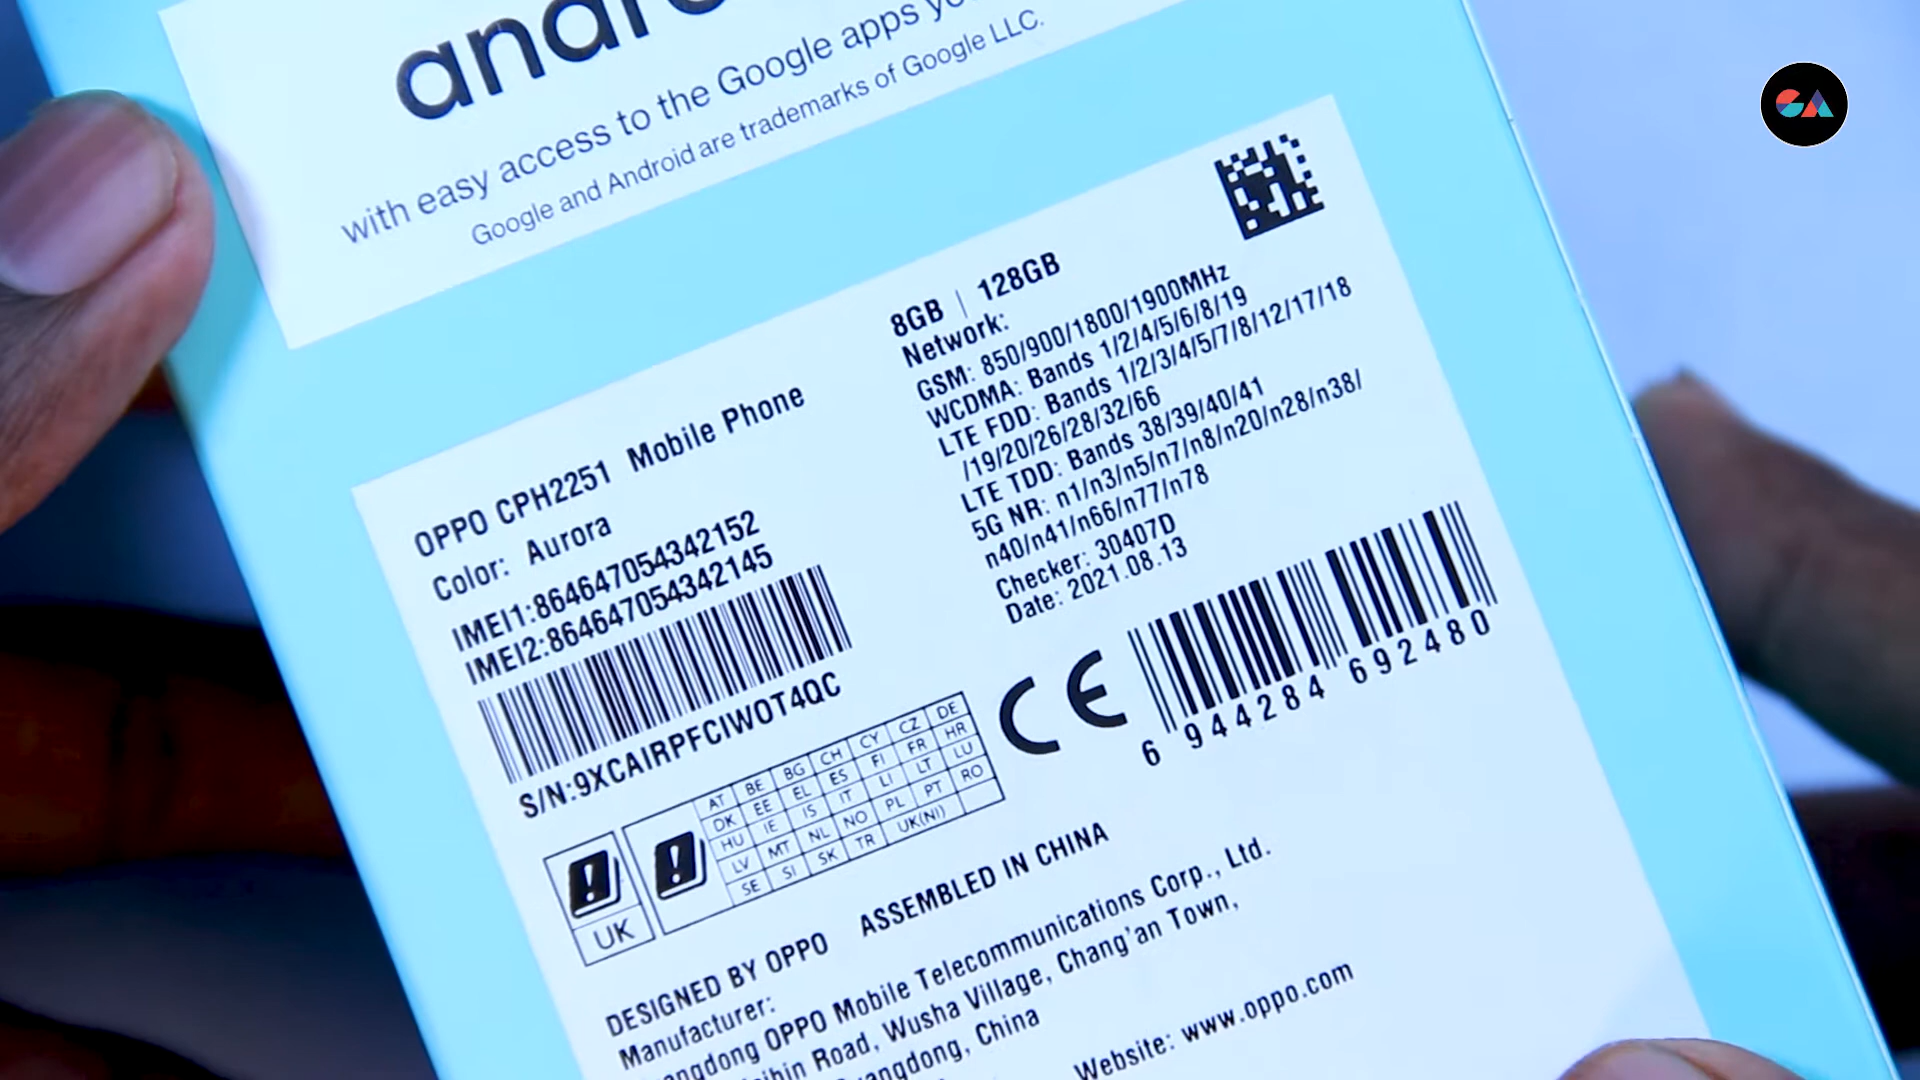 with easy access to the Google apps
Google and Android are trademarks of Google LLC.
8GB | 128GB
Network:
GSM: 850/900/1800/1900MHz
WCDMA: Bands 1/2/4/5/6/8/19
LTE FDD: Bands 1/2/3/4/5/7/8/12/17/18
/19/20/26/28/32/66
LTE TDD: Bands 38/39/40/41
5G NR: n1/n3/n5/n7/n8/n20/n28/n38/
n40/n41/n66/n77/n78
Checker: 30407D
Date: 2021.08.13
OPPO CPH2251 Mobile Phone
Color: Aurora
IMEI1:864647054342152
IMEI2:864647054342145
S/N:9XCAIRPFCIWOT4QC
CE
6 944284 692480
AT BE BG CH CY CZ DE
DK EE EL ES FI FR HR
HU IE IS IT LI LT LU
LV MT NL NO PL PT RO
SE SI SK TR UK(NI)
UK
DESIGNED BY OPPO ASSEMBLED IN CHINA
Manufacturer:
OPPO Mobile Telecommunications Corp., Ltd.
Road, Wusha Village, Chang'an Town,
China
Website: www.oppo.com